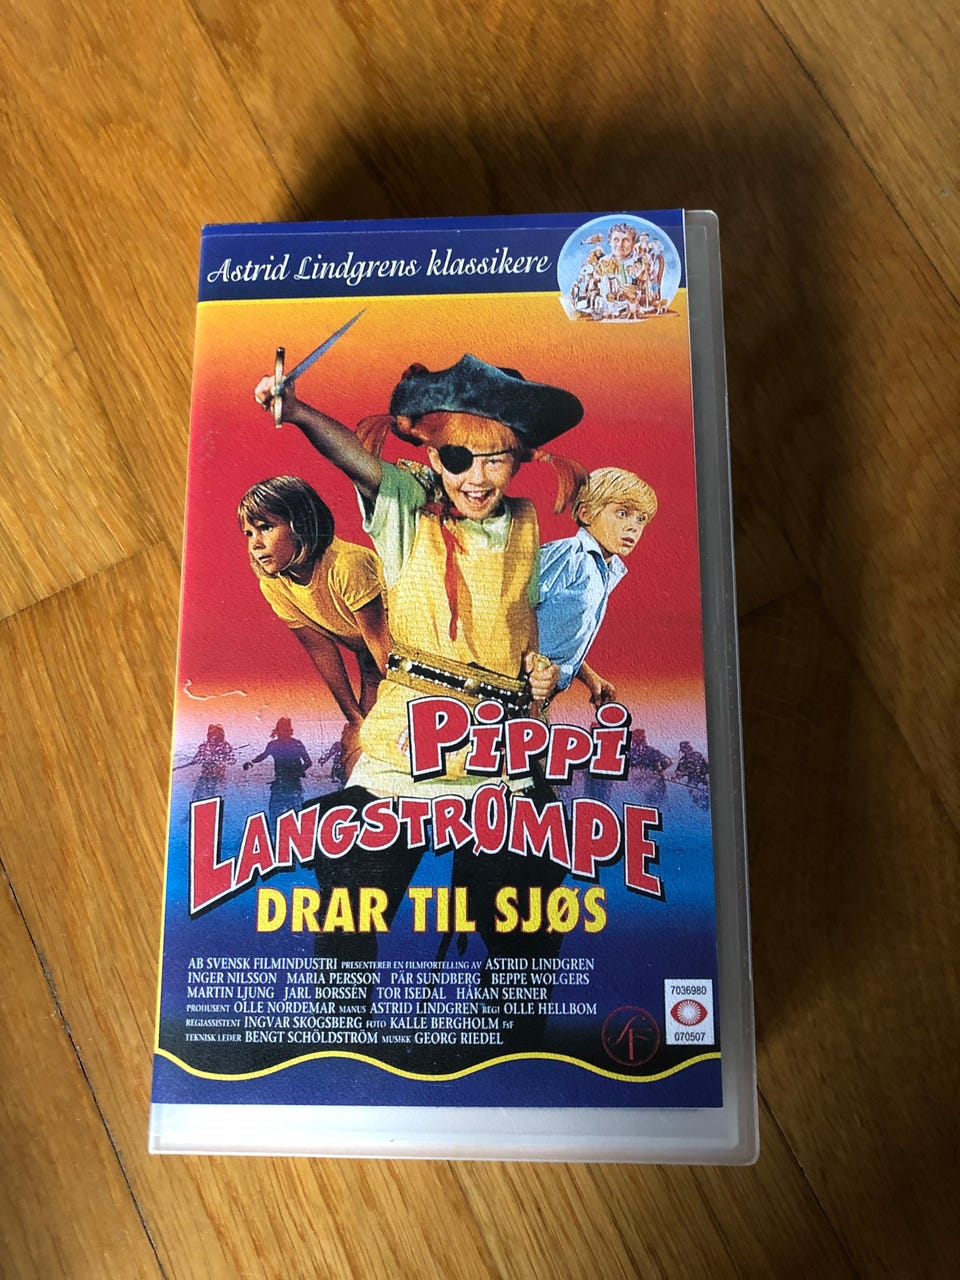 Astrid Lindgrens klassikere
PIPPI
LANGSTRØMPE
DRAR TIL SJØS
AB SVENSK FILMINDUSTRI PRESENTERER EN FILMFORTELLING AV ASTRID LINDGREN
INGER NILSSON MARIA PERSSON PÄR SUNDBERG BEPPE WOLGERS
MARTIN LJUNG JARL BORSSÉN TOR ISEDAL HÅKAN SERNER
PRODUSENT OLLE NORDEMAR MANUS ASTRID LINDGREN REGI OLLE HELLBOM
REGIASSISTENT INGVAR SKOGSBERG FOTO KALLE BERGHOLM FSF
TEKNISK LEDER BENGT SCHÖLDSTRÖM MUSIKK GEORG RIEDEL
SF
7036980
070507